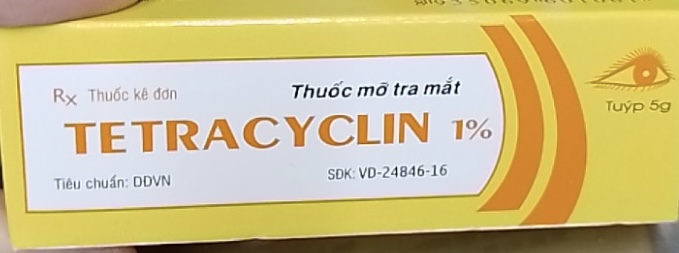 Rx Thuốc kê đơn
Thuốc mỡ tra mắt
TETRACYCLIN 1%
Tiêu chuẩn: DĐVN
SĐK: VD-24846-16
Tuýp 5g